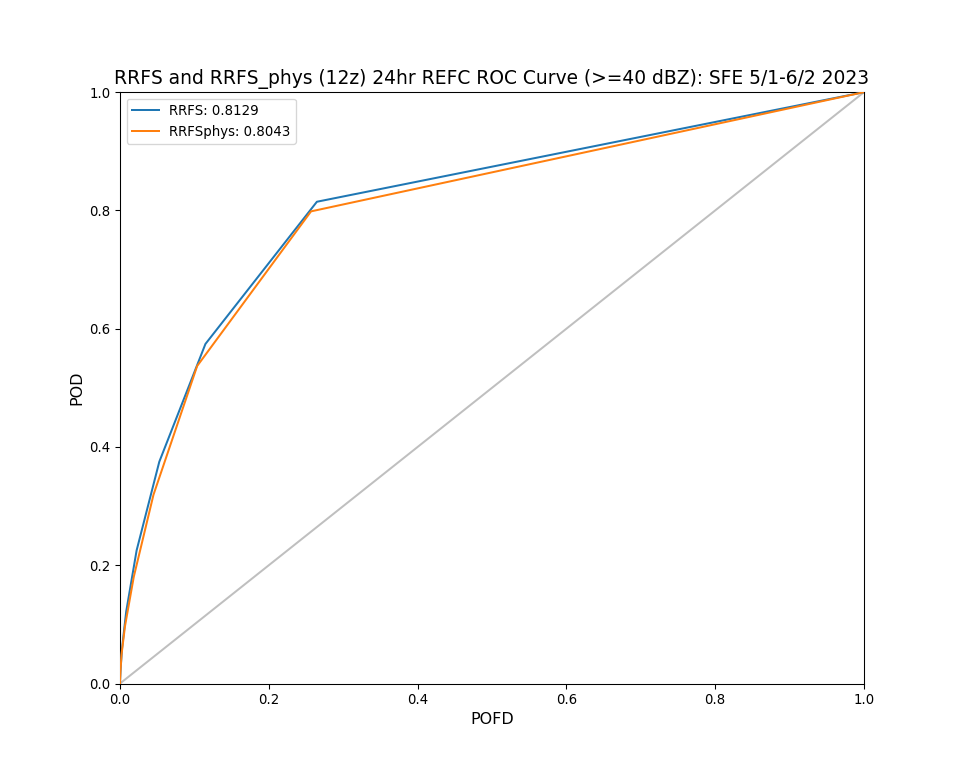 RRFS and RRFS_phys (12z) 24hr REFC ROC Curve (>=40 dBZ): SFE 5/1-6/2 2023
RRFS: 0.8129
RRFSphys: 0.8043
1.0
0.8
0.6
0.4
0.2
0.0
POD
0.0 0.2 0.4 0.6 0.8 1.0
POFD